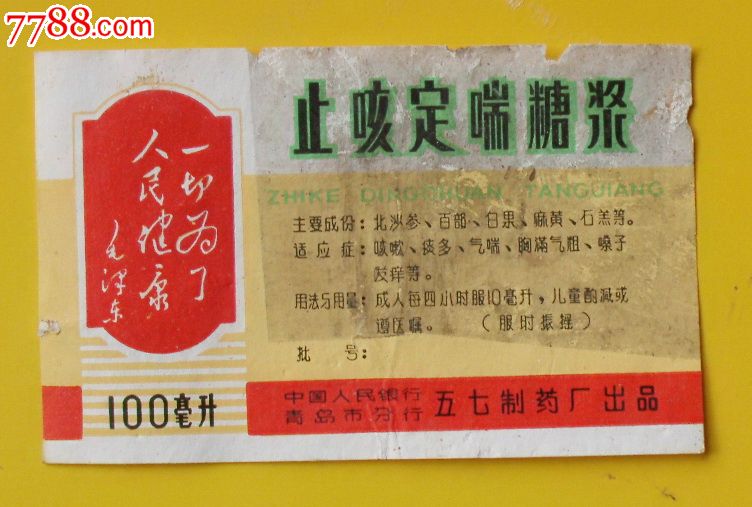 7788.com
一切为了
人民健康
毛泽东
100毫升
止咳定喘糖浆
ZHIKE DINGCHUAN TANGJIANG
主要成份：北沙参、百部、白果、麻黄、石羔等。
适应症：咳嗽、痰多、气喘、胸满气粗、嗓子
发痒等。
用法与用量：成人每四小时服10毫升，儿童酌减或
遵医嘱。（服时振摇）
批号：
中国人民银行
青岛市分行
五七制药厂出品